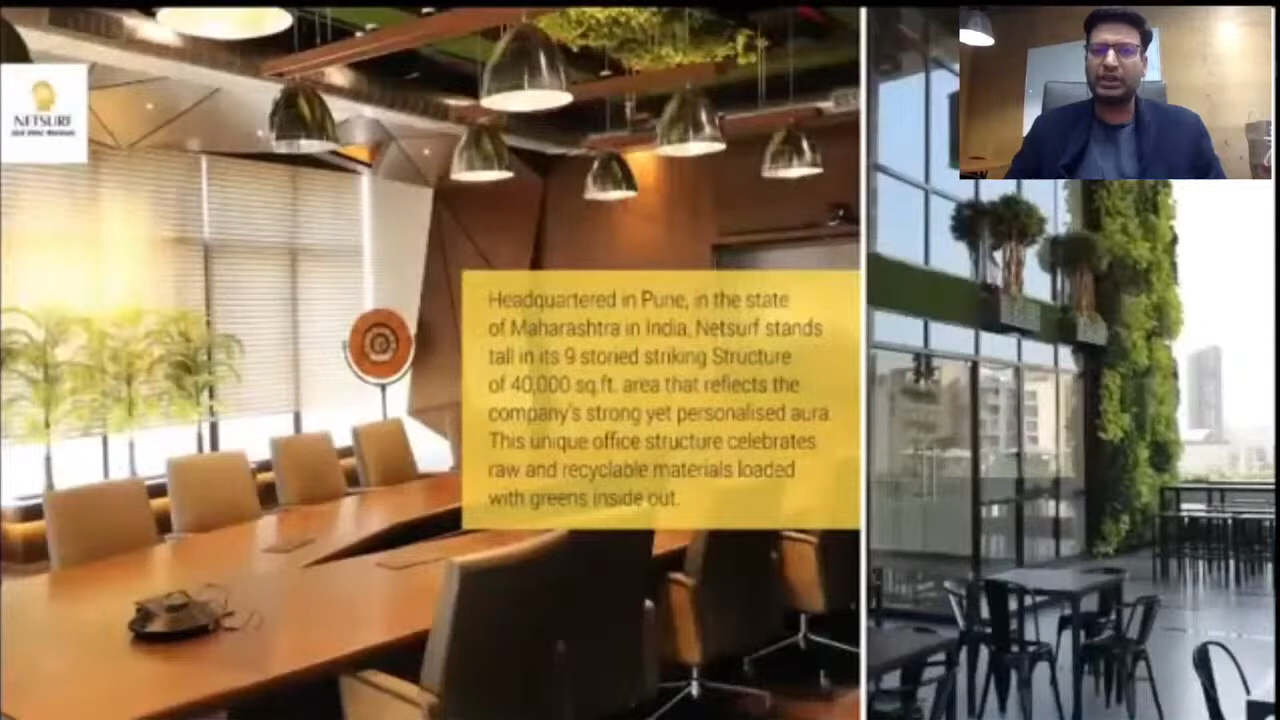 NETSURF
Headquartered in Pune, in the state
of Maharashtra in India, Netsurf stands
tall in its 9 storied striking Structure
of 40,000 sq.ft. area that reflects the
company's strong yet personalised aura.
This unique office structure celebrates
raw and recyclable materials loaded
with greens inside out.